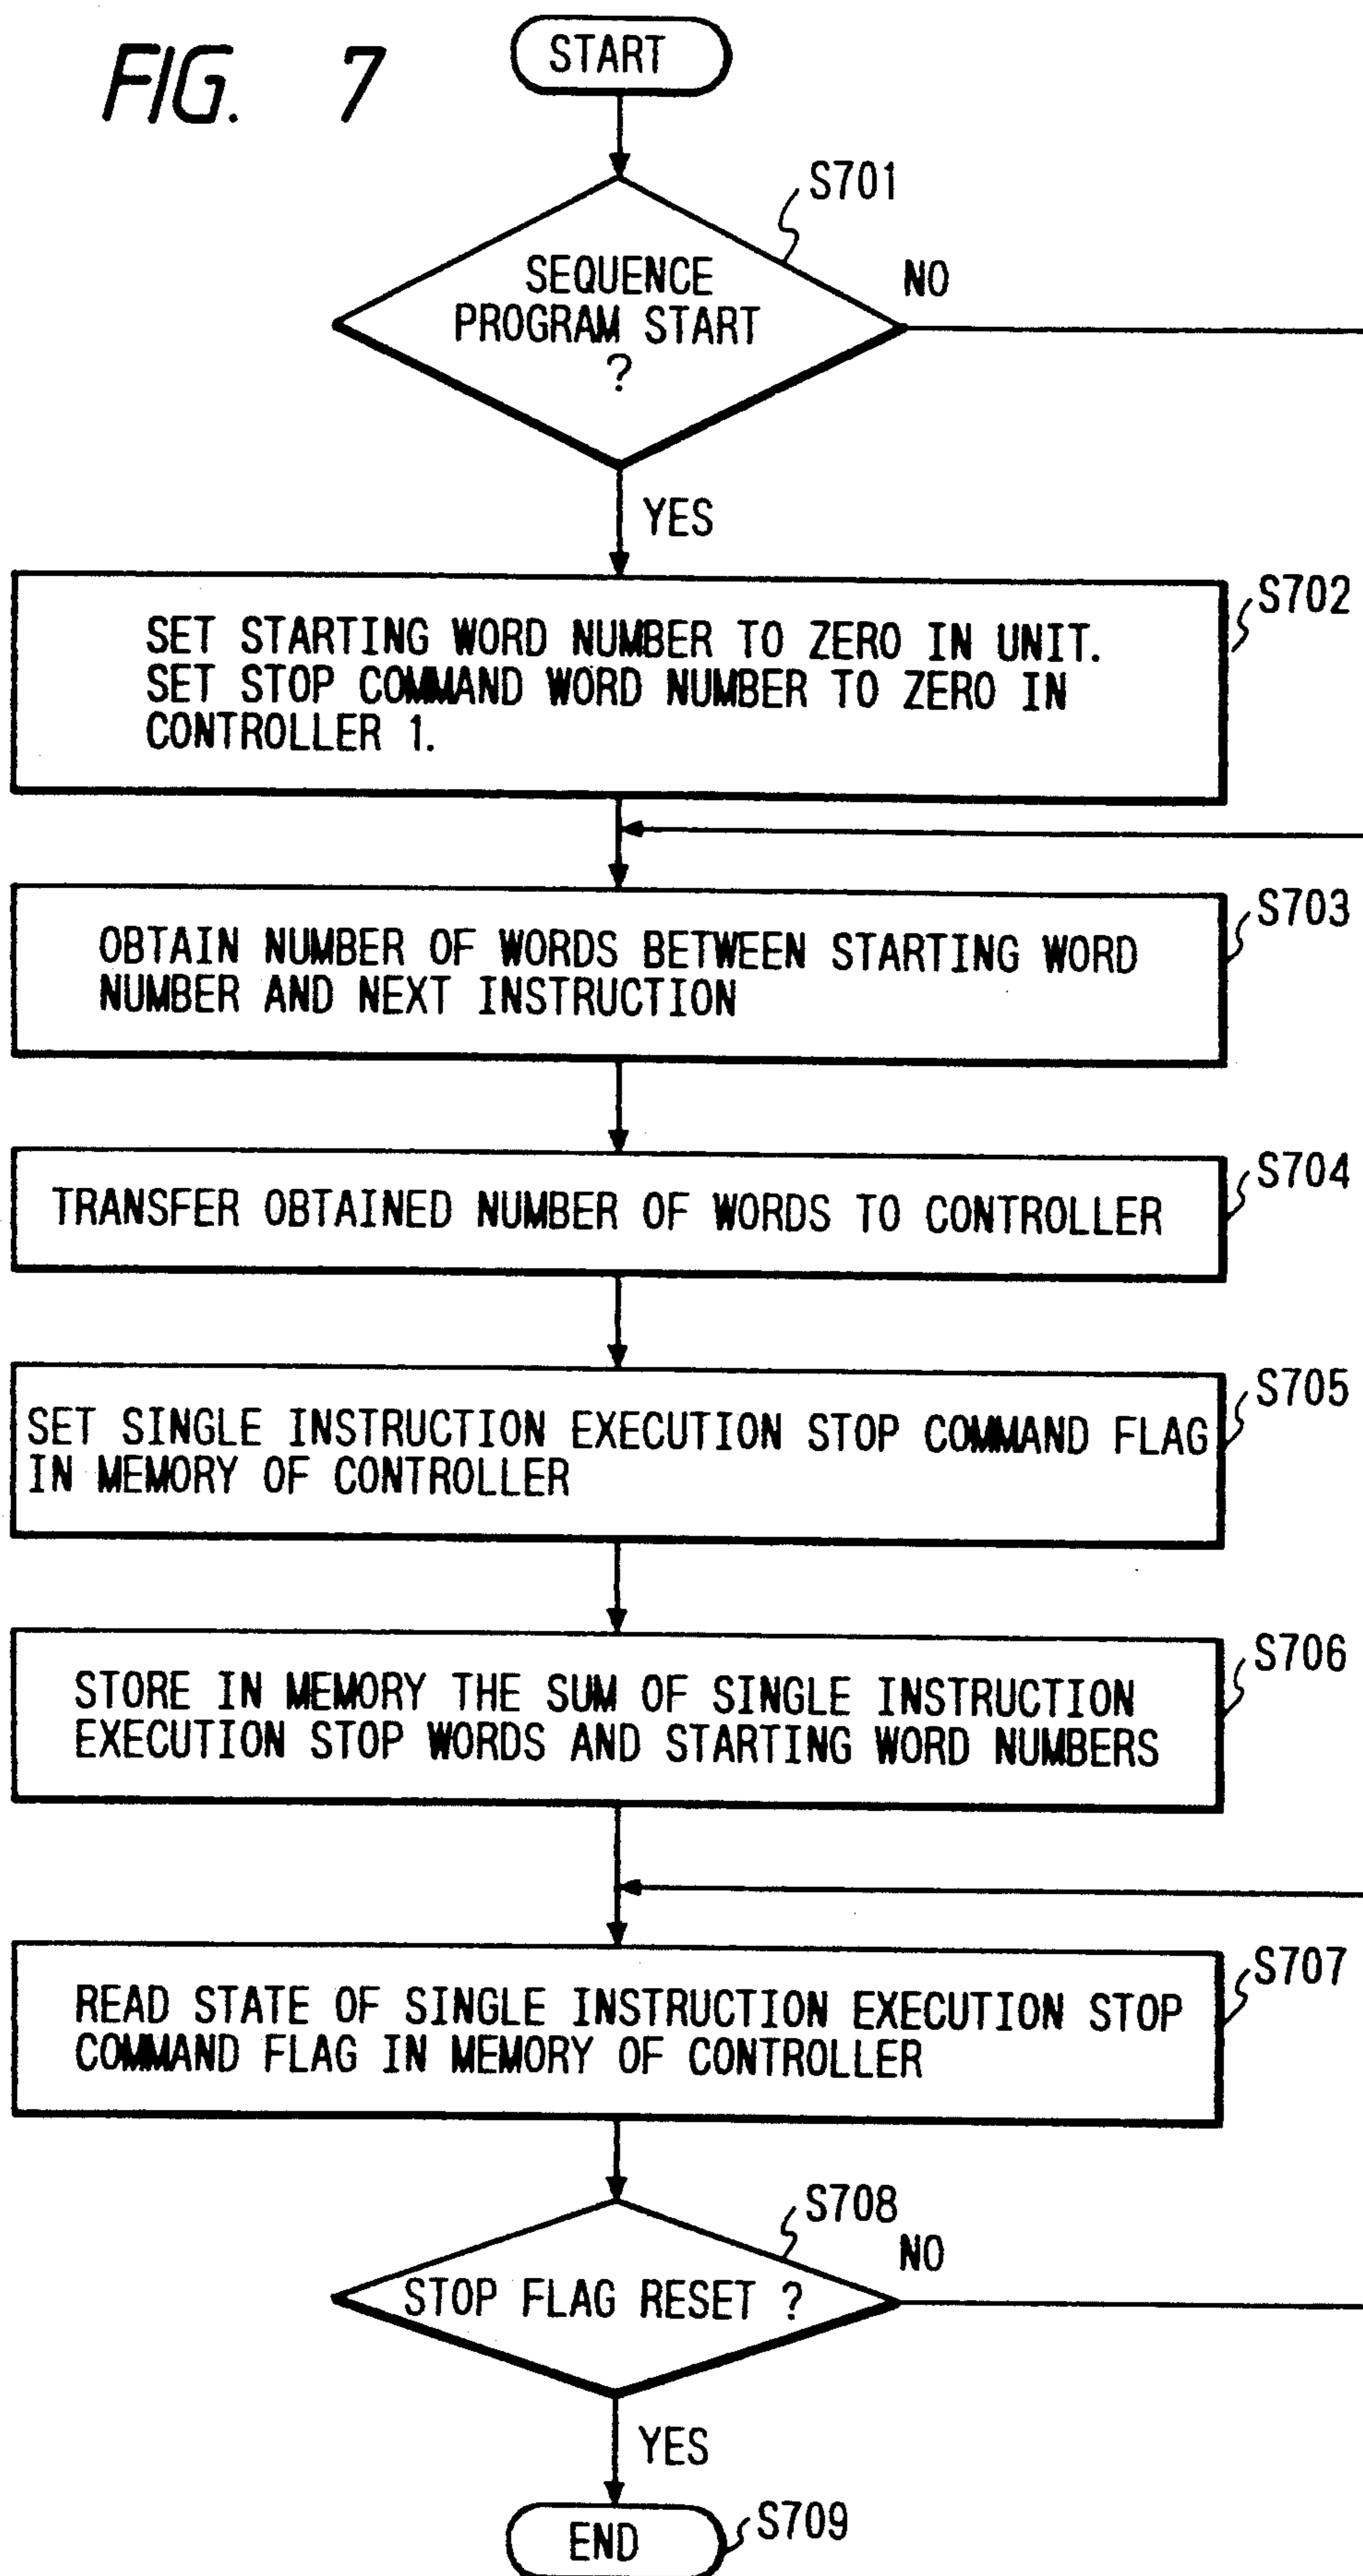 FIG. 7
START
S701
SEQUENCE
PROGRAM START
?
NO
YES
S702
SET STARTING WORD NUMBER TO ZERO IN UNIT.
SET STOP COMMAND WORD NUMBER TO ZERO IN
CONTROLLER 1.
S703
OBTAIN NUMBER OF WORDS BETWEEN STARTING WORD
NUMBER AND NEXT INSTRUCTION
S704
TRANSFER OBTAINED NUMBER OF WORDS TO CONTROLLER
S705
SET SINGLE INSTRUCTION EXECUTION STOP COMMAND FLAG
IN MEMORY OF CONTROLLER
S706
STORE IN MEMORY THE SUM OF SINGLE INSTRUCTION
EXECUTION STOP WORDS AND STARTING WORD NUMBERS
S707
READ STATE OF SINGLE INSTRUCTION EXECUTION STOP
COMMAND FLAG IN MEMORY OF CONTROLLER
S708
NO
STOP FLAG RESET ?
YES
END
S709